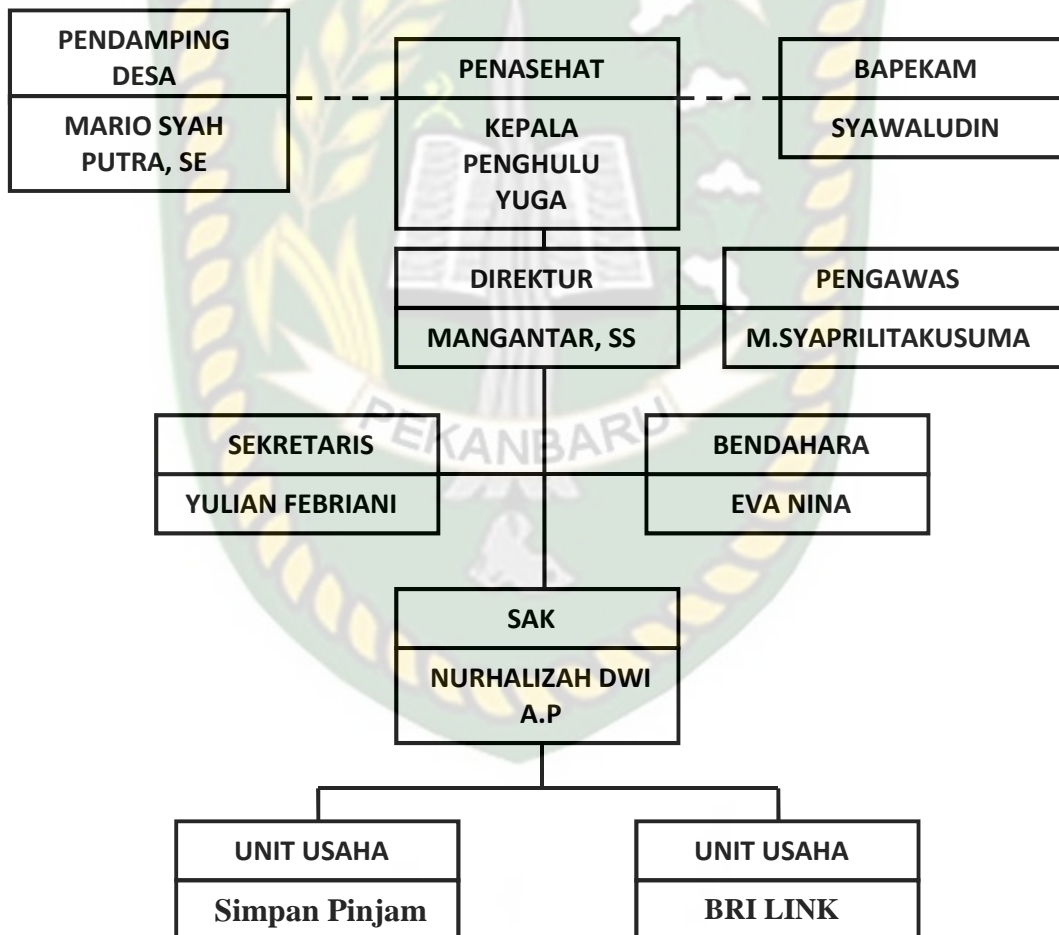 PENDAMPING
DESA
MARIO SYAH
PUTRA, SE
PENASEHAT
KEPALA
PENGHULU
YUGA
BAPEKAM
SYAWALUDIN
DIREKTUR
MANGANTAR, SS
PENGAWAS
M.SYAPRILITAKUSUMA
PEKANBARU
SEKRETARIS
YULIAN FEBRIANI
BENDAHARA
EVA NINA
SAK
NURHALIZAH DWI
A.P
UNIT USAHA
Simpan Pinjam
UNIT USAHA
BRI LINK